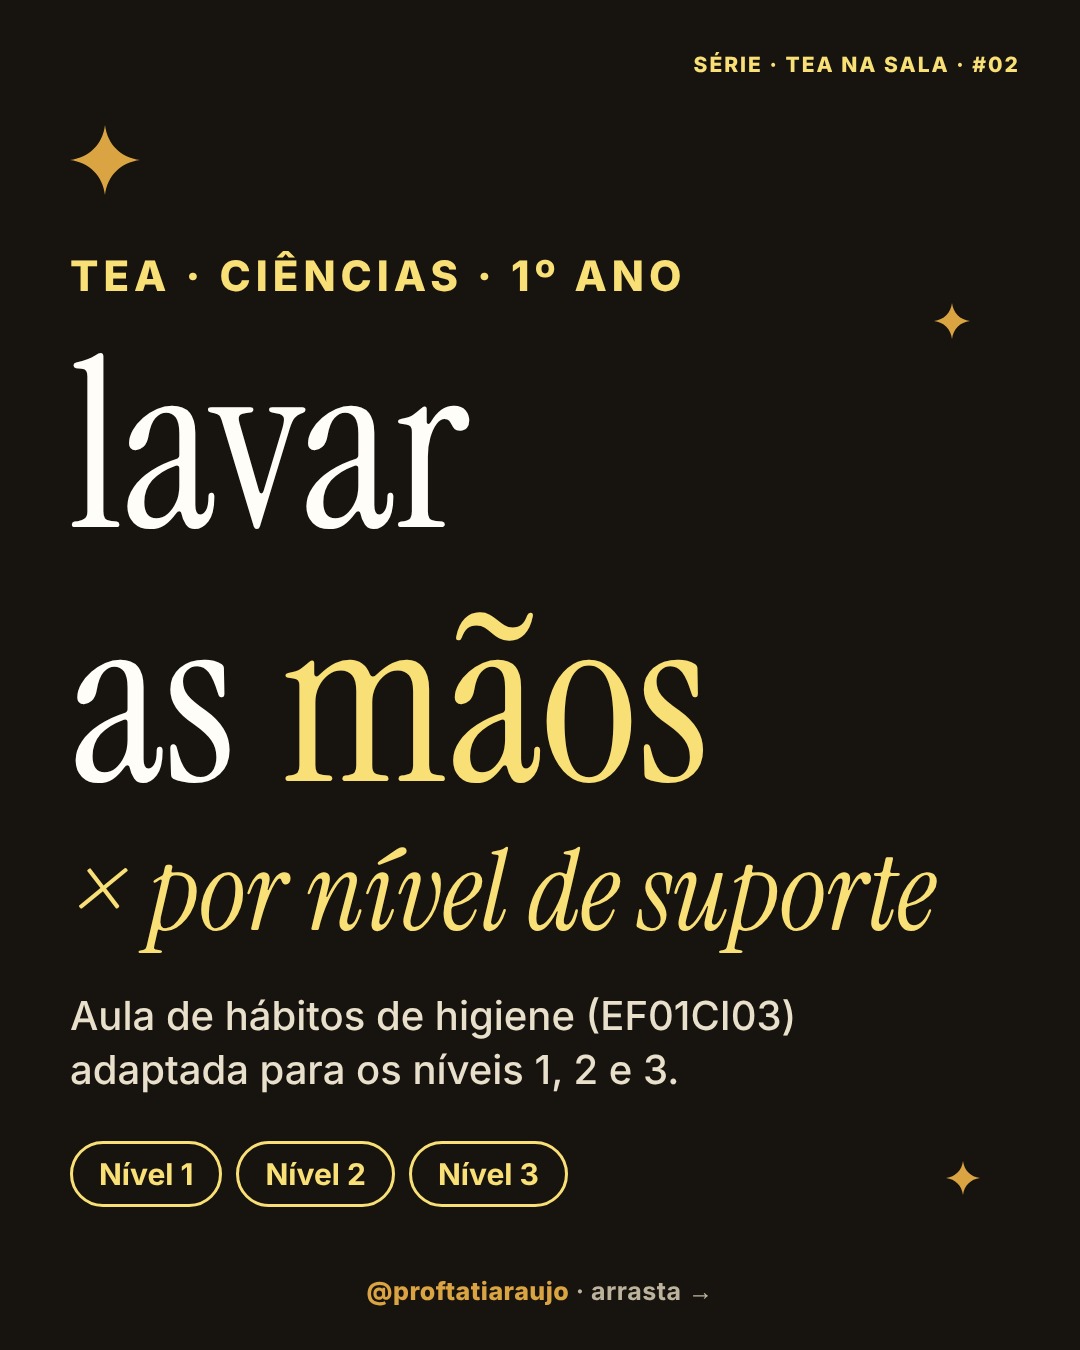 SÉRIE · TEA NA SALA · #02
TEA · CIÊNCIAS · 1º ANO
lavar
as mãos
× por nível de suporte
Aula de hábitos de higiene (EF01CI03)
adaptada para os níveis 1, 2 e 3.
Nível 1 Nível 2 Nível 3
@proftatiaraujo · arrasta →